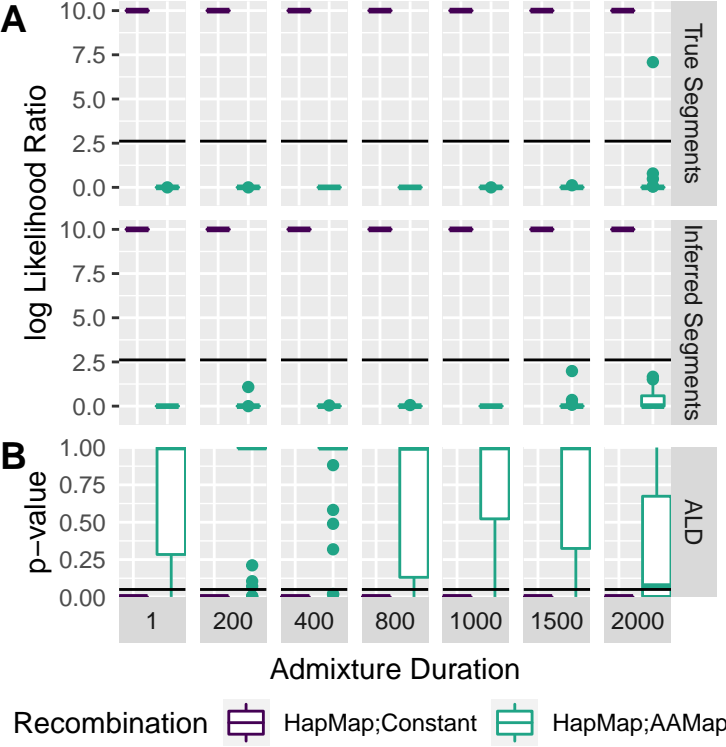 A
log Likelihood Ratio
10.0
7.5
5.0
2.5
0.0
True Segments
10.0
7.5
5.0
2.5
0.0
Inferred Segments
B
p−value
1.00
0.75
0.50
0.25
0.00
ALD
1 200 400 800 1000 1500 2000
Admixture Duration
Recombination HapMap;Constant HapMap;AAMap